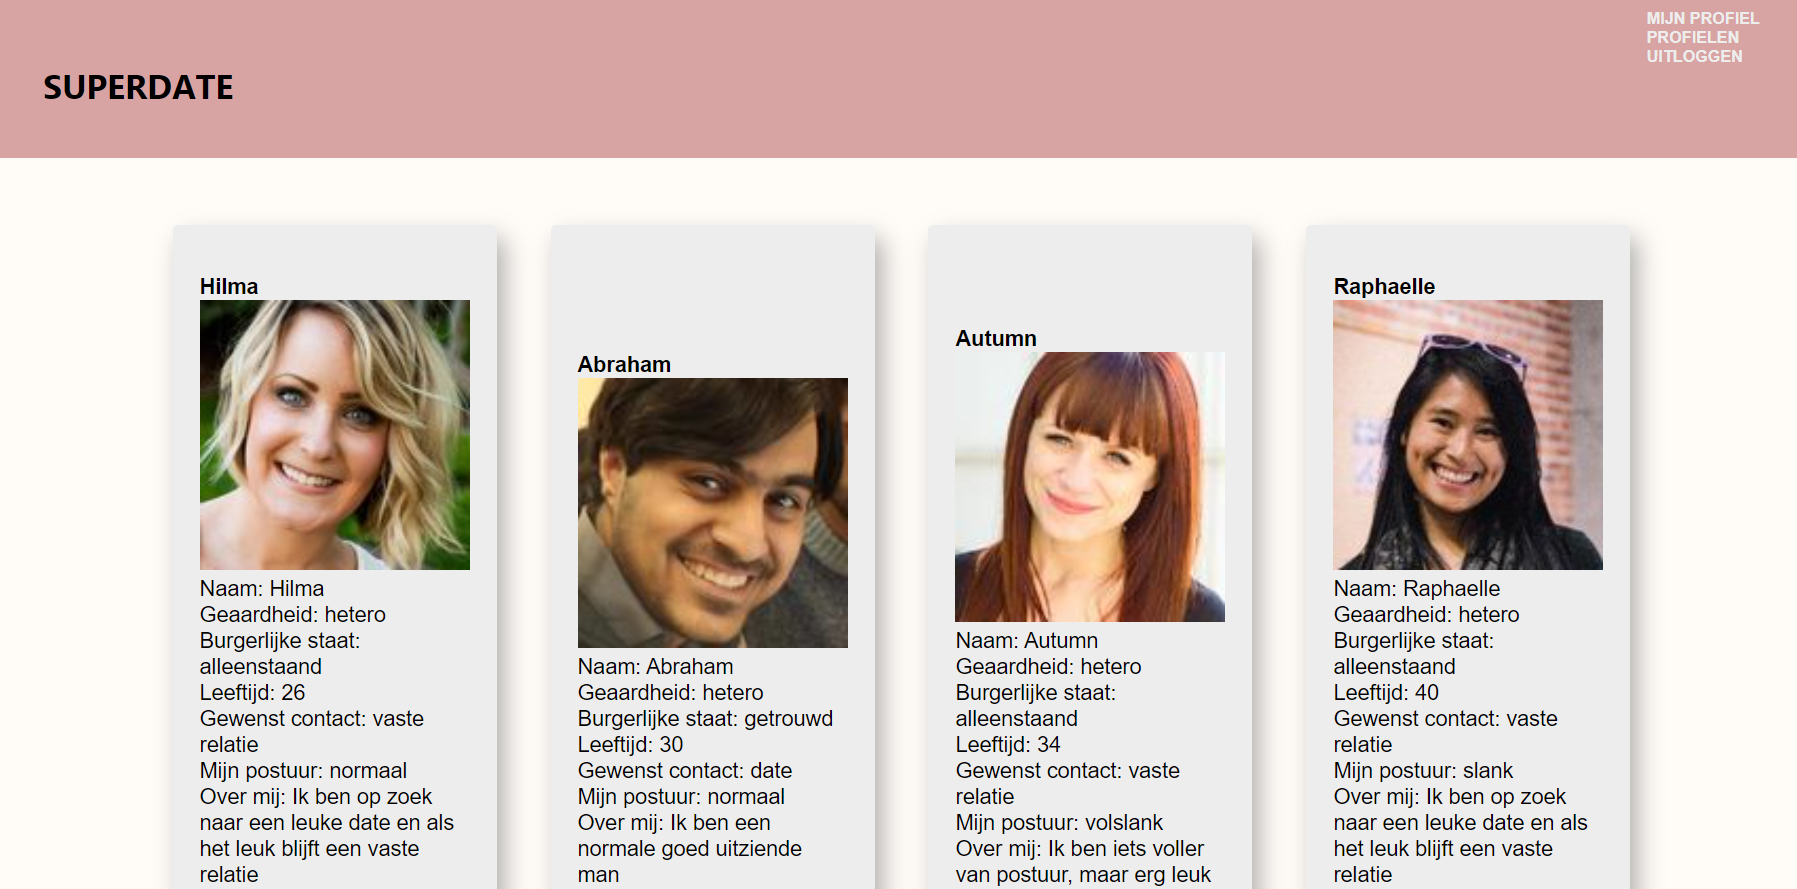 MIJN PROFIEL
PROFIELEN
UITLOGGEN
SUPERDATE
Hilma
Naam: Hilma
Geaardheid: hetero
Burgerlijke staat:
alleenstaand
Leeftijd: 26
Gewenst contact: vaste
relatie
Mijn postuur: normaal
Over mij: Ik ben op zoek
naar een leuke date en als
het leuk blijft een vaste
relatie
Abraham
Naam: Abraham
Geaardheid: hetero
Burgerlijke staat: getrouwd
Leeftijd: 30
Gewenst contact: date
Mijn postuur: normaal
Over mij: Ik ben een
normale goed uitziende
man
Autumn
Naam: Autumn
Geaardheid: hetero
Burgerlijke staat:
alleenstaand
Leeftijd: 34
Gewenst contact: vaste
relatie
Mijn postuur: volslank
Over mij: Ik ben iets voller
van postuur, maar erg leuk
Raphaelle
Naam: Raphaelle
Geaardheid: hetero
Burgerlijke staat:
alleenstaand
Leeftijd: 40
Gewenst contact: vaste
relatie
Mijn postuur: slank
Over mij: Ik ben op zoek
naar een leuke date en als
het leuk blijft een vaste
relatie